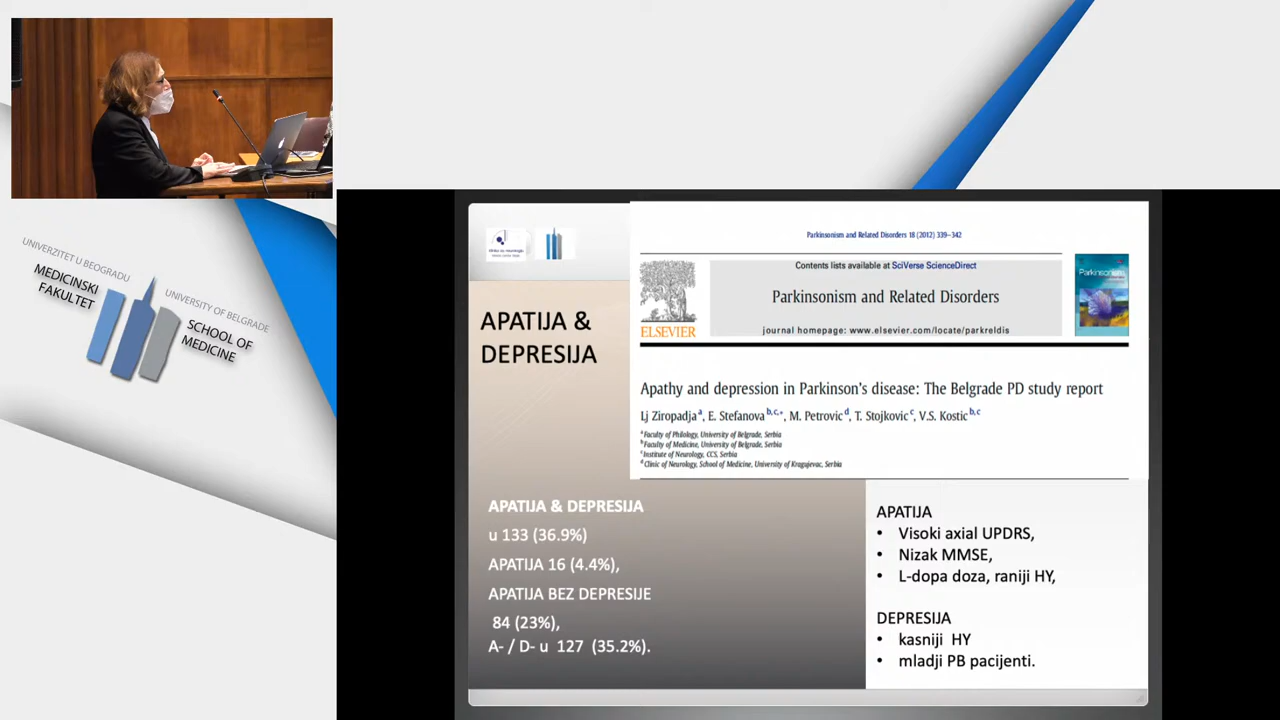 UNIVERZITET U BEOGRADU
MEDICINSKI
FAKULTET
UNIVERSITY OF BELGRADE
SCHOOL OF
MEDICINE
Parkinsonism and Related Disorders 18 (2012) 339–342
Contents lists available at SciVerse ScienceDirect
Parkinsonism and Related Disorders
journal homepage: www.elsevier.com/locate/parkreldis
ELSEVIER
Parkinsonism
APATIJA &
DEPRESIJA
Apathy and depression in Parkinson's disease: The Belgrade PD study report
Lj Ziropadja a, E. Stefanova b,c,*, M. Petrovic d, T. Stojkovic c, V.S. Kostic b,c
a Faculty of Philology, University of Belgrade, Serbia
b Faculty of Medicine, University of Belgrade, Serbia
c Institute of Neurology, CCS, Serbia
d Clinic of Neurology, School of Medicine, University of Kragujevac, Serbia
APATIJA & DEPRESIJA
u 133 (36.9%)
APATIJA 16 (4.4%),
APATIJA BEZ DEPRESIJE
84 (23%),
A- / D- u 127 (35.2%).
APATIJA
• Visoki axial UPDRS,
• Nizak MMSE,
• L-dopa doza, raniji HY,
DEPRESIJA
• kasniji HY
• mladji PB pacijenti.